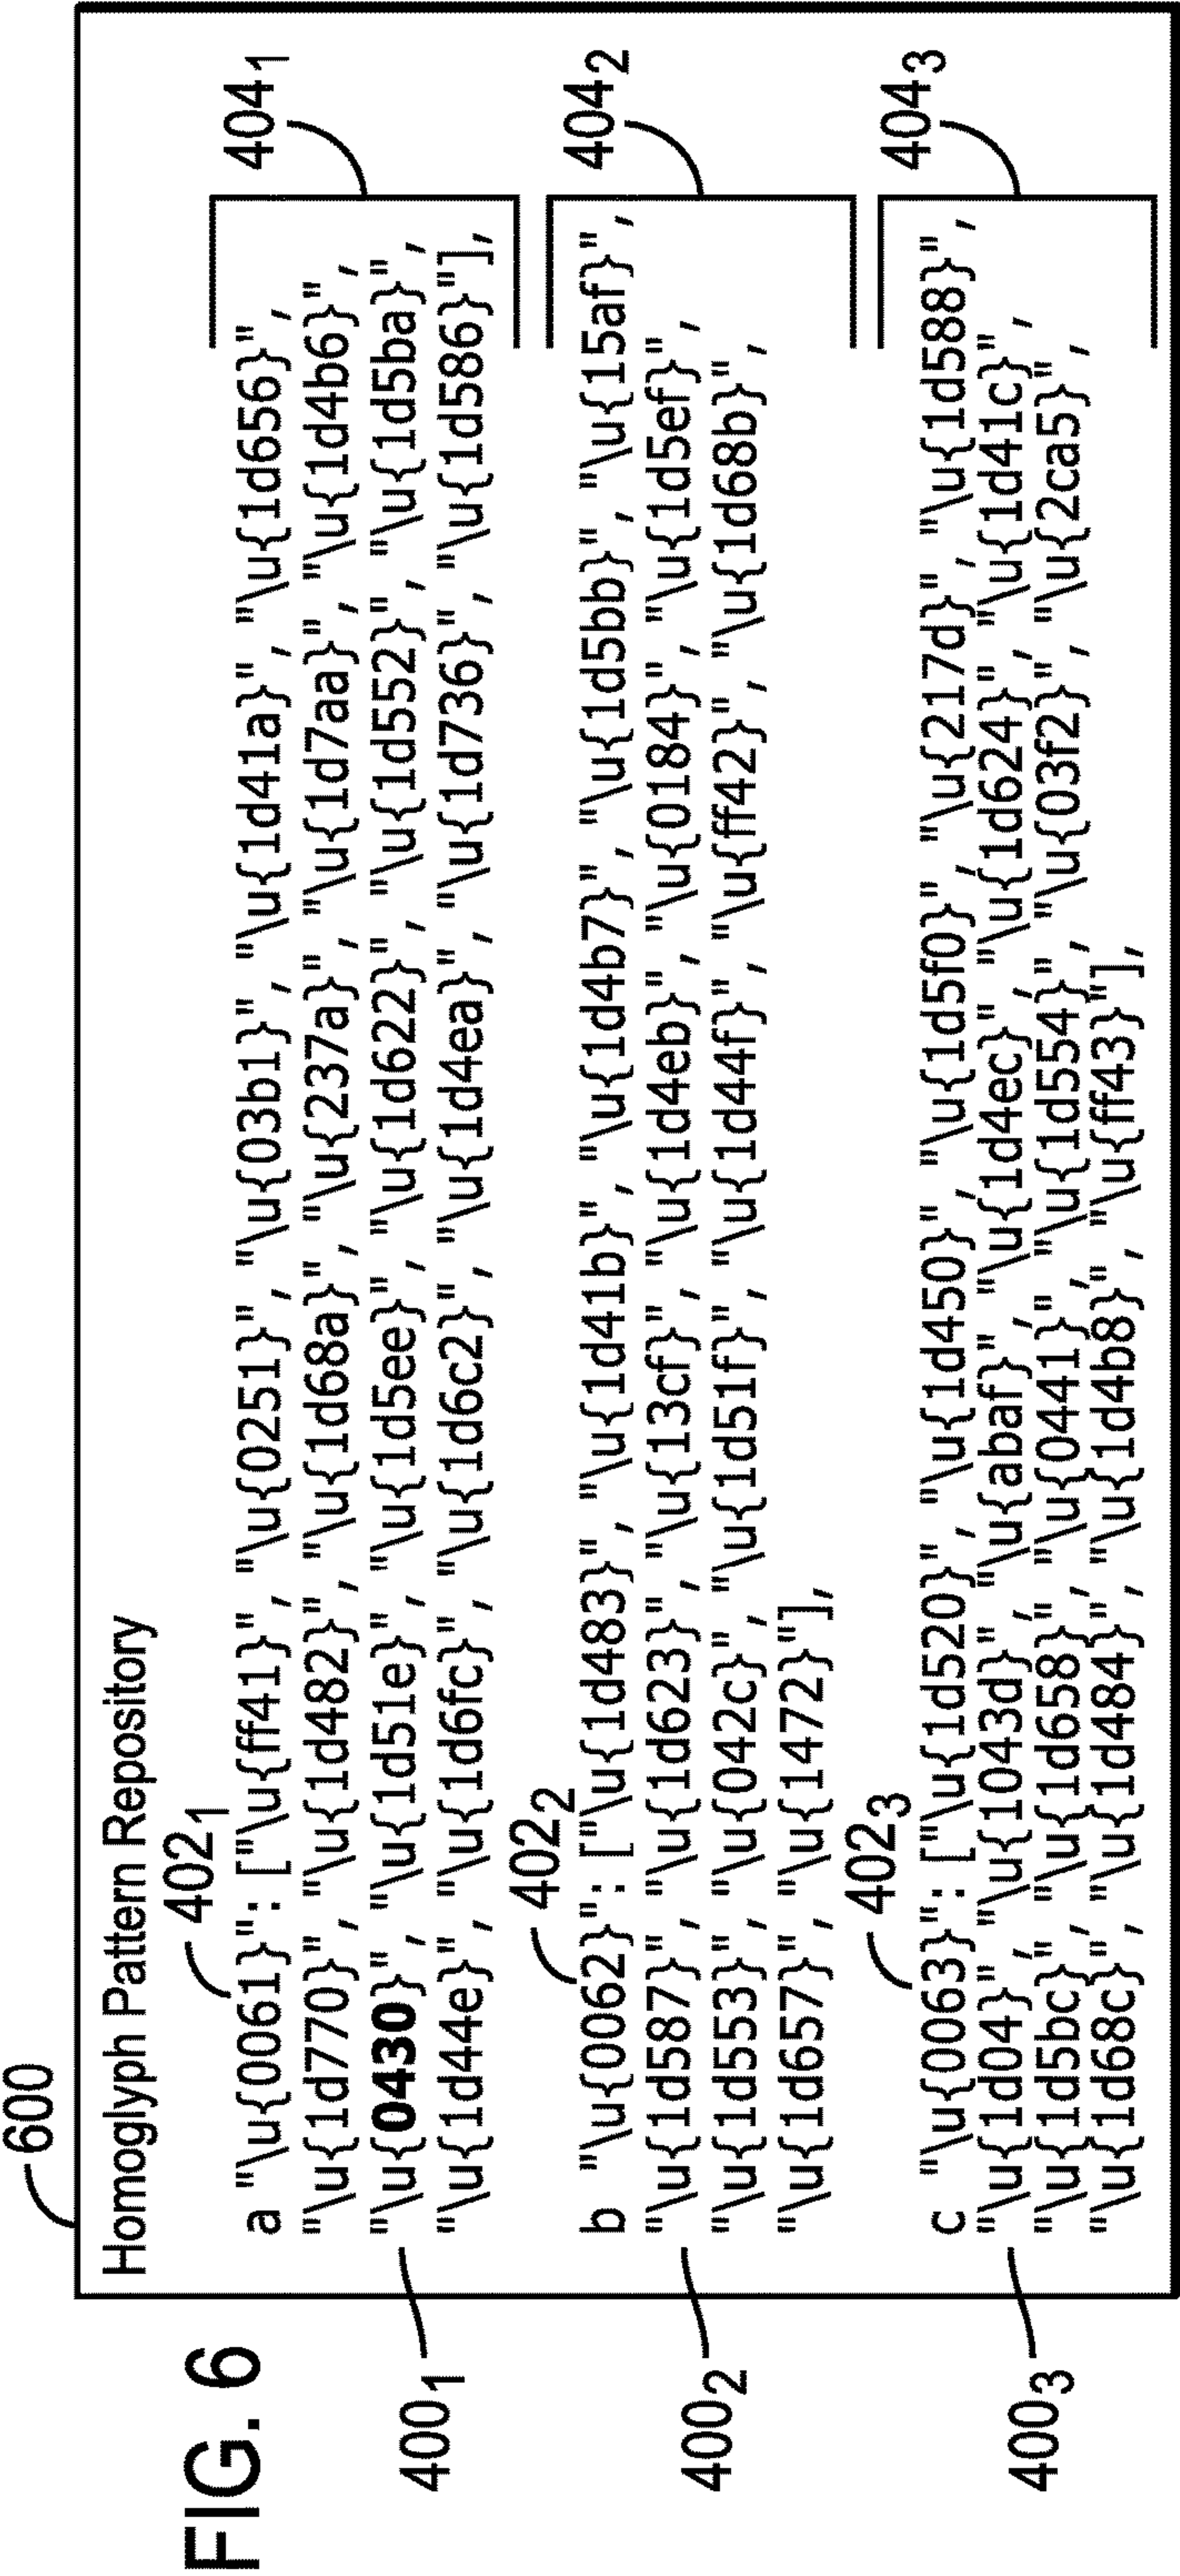 FIG. 6
600
Homoglyph Pattern Repository
402₁
a "\u{0061}": ["\u{ff41}", "\u{0251}", "\u{03b1}", "\u{1d41a}", "\u{1d656}",
"\u{1d770}", "\u{1d482}", "\u{1d68a}", "\u{237a}", "\u{1d7aa}", "\u{1d4b6}",
"\u{0430}", "\u{1d51e}", "\u{1d5ee}", "\u{1d622}", "\u{1d552}", "\u{1d5ba}",
"\u{1d44e}", "\u{1d6fc}", "\u{1d6c2}", "\u{1d4ea}", "\u{1d736}", "\u{1d586}"],
400₁
404₁
402₂
b "\u{0062}": ["\u{1d483}", "\u{1d41b}", "\u{1d4b7}", "\u{1d5bb}", "\u{15af}",
"\u{1d587}", "\u{1d623}", "\u{13cf}", "\u{1d4eb}", "\u{0184}", "\u{1d5ef}",
"\u{1d553}", "\u{042c}", "\u{1d51f}", "\u{1d44f}", "\u{ff42}", "\u{1d68b}",
"\u{1d657}", "\u{1472}"],
400₂
404₂
402₃
c "\u{0063}": ["\u{1d520}", "\u{1d450}", "\u{1d5f0}", "\u{217d}", "\u{1d588}",
"\u{1d04}", "\u{1043d}", "\u{abaf}", "\u{1d4ec}", "\u{1d624}", "\u{1d41c}",
"\u{1d5bc}", "\u{1d658}", "\u{0441}", "\u{1d554}", "\u{03f2}", "\u{2ca5}",
"\u{1d68c}", "\u{1d484}", "\u{1d4b8}", "\u{ff43}"],
400₃
404₃